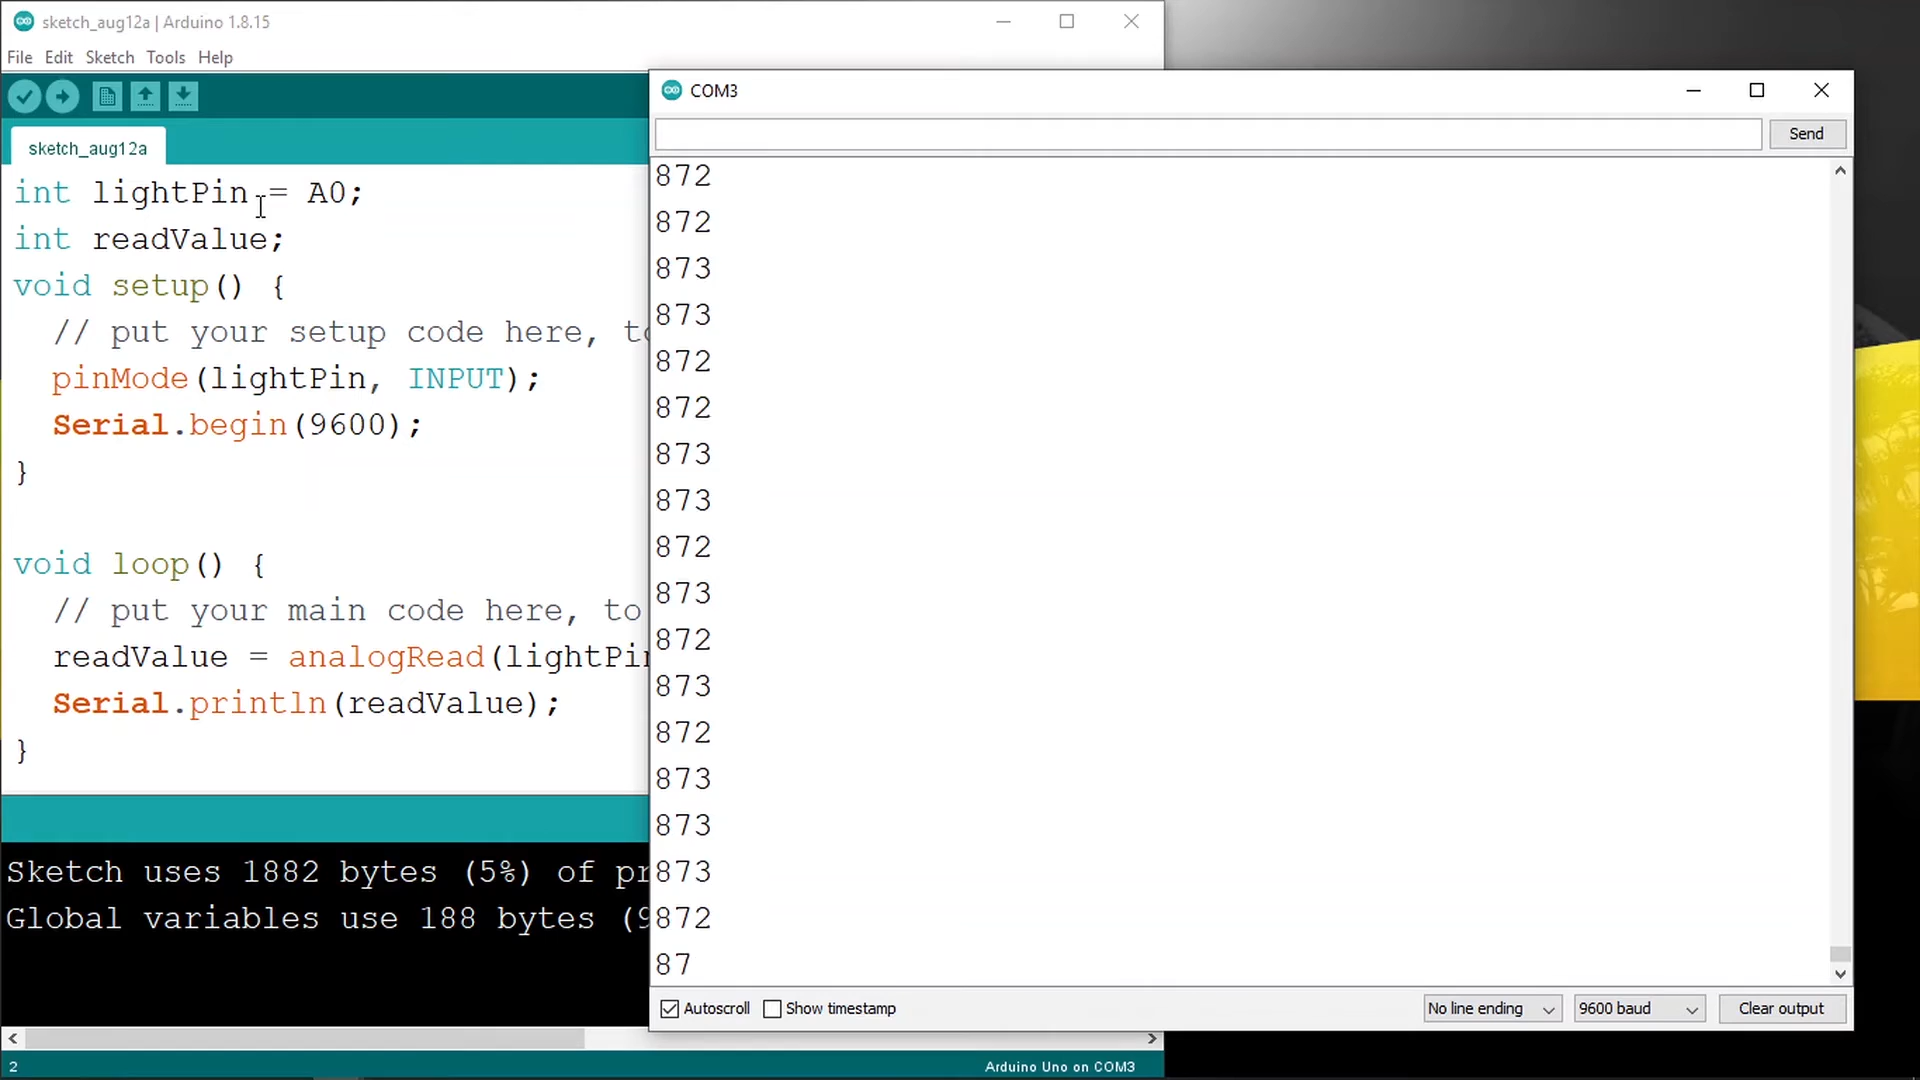 sketch_aug12a | Arduino 1.8.15
File Edit Sketch Tools Help
sketch_aug12a
int lightPin = A0;
int readValue;
void setup() {
// put your setup code here, to
pinMode(lightPin, INPUT);
Serial.begin(9600);
}
void loop() {
// put your main code here, to
readValue = analogRead(lightPin
Serial.println(readValue);
}
Sketch uses 1882 bytes (5%) of pr
Global variables use 188 bytes (9
2
Arduino Uno on COM3
COM3
Send
872
872
873
873
872
872
873
873
872
873
872
873
872
873
873
873
872
87
Autoscroll Show timestamp No line ending 9600 baud Clear output